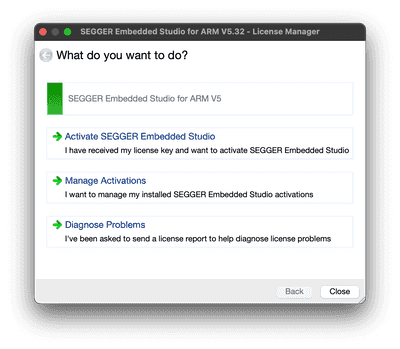 SEGGER Embedded Studio for ARM V5.32 - License Manager
What do you want to do?
SEGGER Embedded Studio for ARM V5
Activate SEGGER Embedded Studio
I have received my license key and want to activate SEGGER Embedded Studio
Manage Activations
I want to manage my installed SEGGER Embedded Studio activations
Diagnose Problems
I've been asked to send a license report to help diagnose license problems
Back
Close